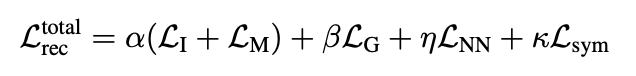 ℒ_rec^total = α(ℒ_I + ℒ_M) + βℒ_G + ηℒ_NN + κℒ_sym